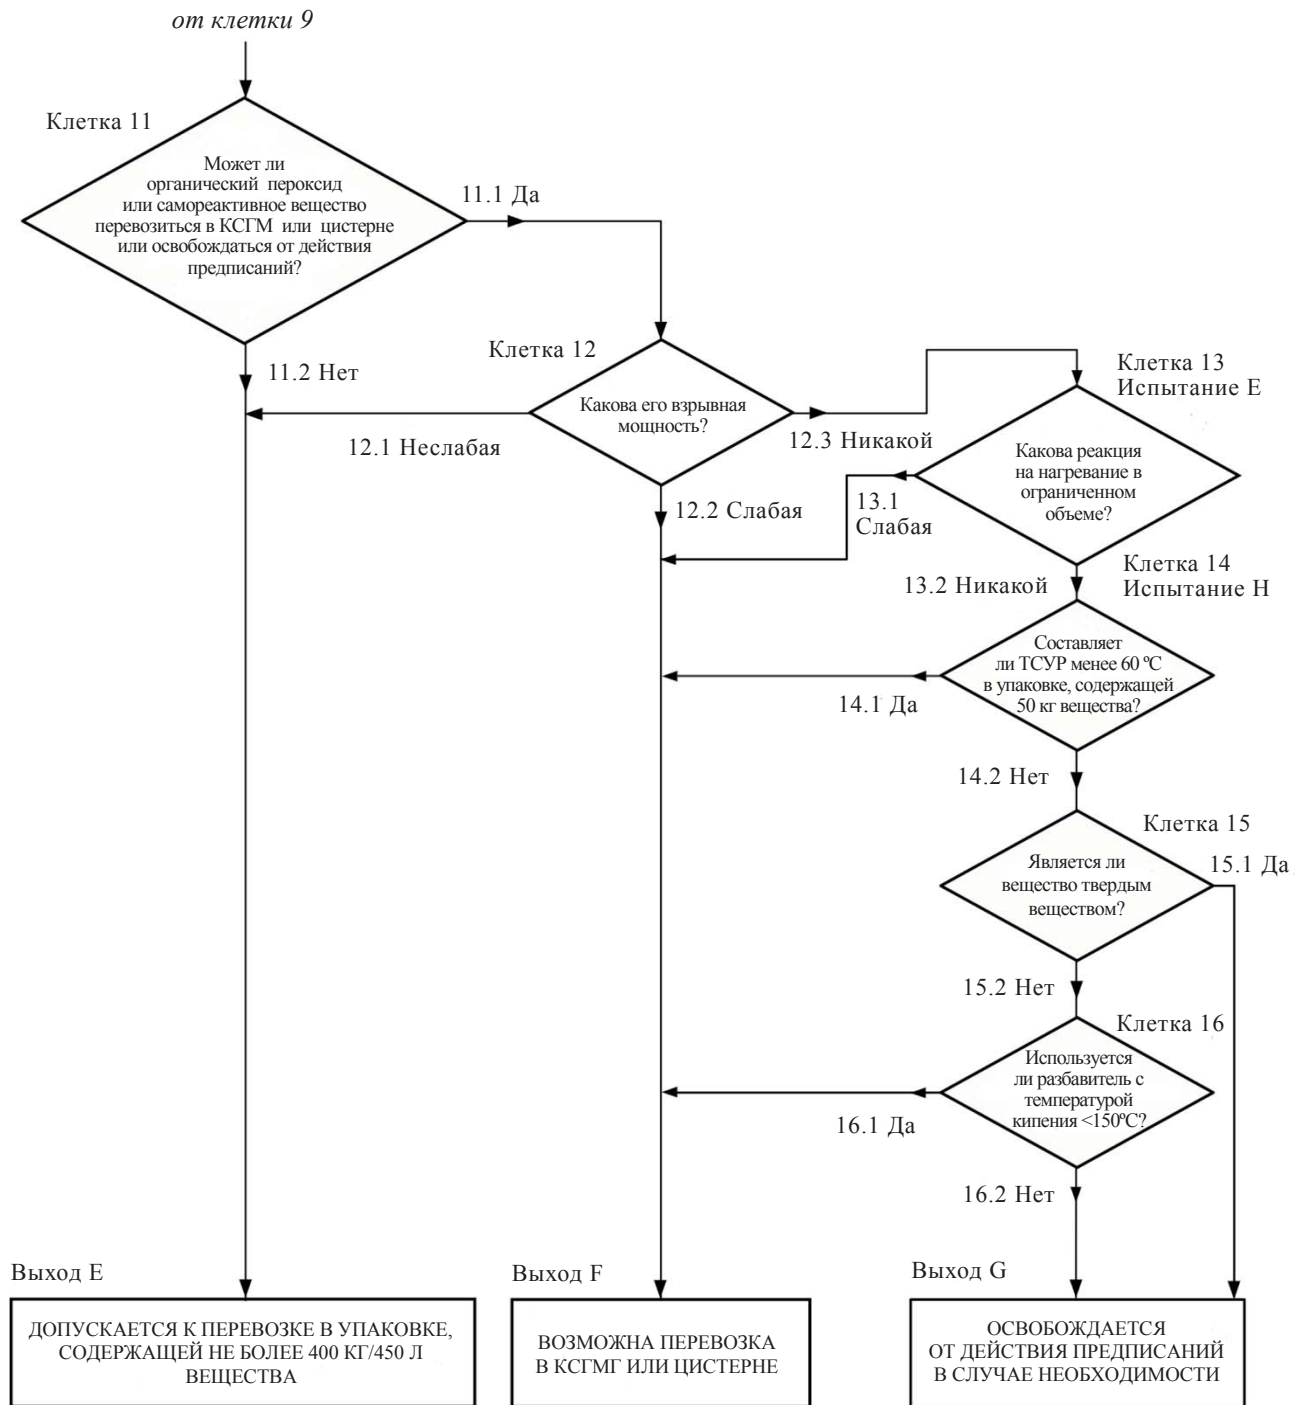 от клетки 9
Клетка 11
Может ли
органический пероксид
или самореактивное вещество
перевозиться в КСГМ или цистерне
или освобождаться от действия
предписаний?
11.1 Да
11.2 Нет
Клетка 12
Какова его взрывная
мощность?
12.1 Неслабая
12.2 Слабая
12.3 Никакой
Клетка 13
Испытание E
Какова реакция
на нагревание в
ограниченном
объеме?
13.1
Слабая
13.2 Никакой
Клетка 14
Испытание H
Составляет
ли ТСУР менее 60 ºC
в упаковке, содержащей
50 кг вещества?
14.1 Да
14.2 Нет
Клетка 15
Является ли
вещество твердым
веществом?
15.1 Да
15.2 Нет
Клетка 16
Используется
ли разбавитель с
температурой
кипения <150ºC?
16.1 Да
16.2 Нет
Выход E
ДОПУСКАЕТСЯ К ПЕРЕВОЗКЕ В УПАКОВКЕ,
СОДЕРЖАЩЕЙ НЕ БОЛЕЕ 400 КГ/450 Л
ВЕЩЕСТВА
Выход F
ВОЗМОЖНА ПЕРЕВОЗКА
В КСГМГ ИЛИ ЦИСТЕРНЕ
Выход G
ОСВОБОЖДАЕТСЯ
ОТ ДЕЙСТВИЯ ПРЕДПИСАНИЙ
В СЛУЧАЕ НЕОБХОДИМОСТИ